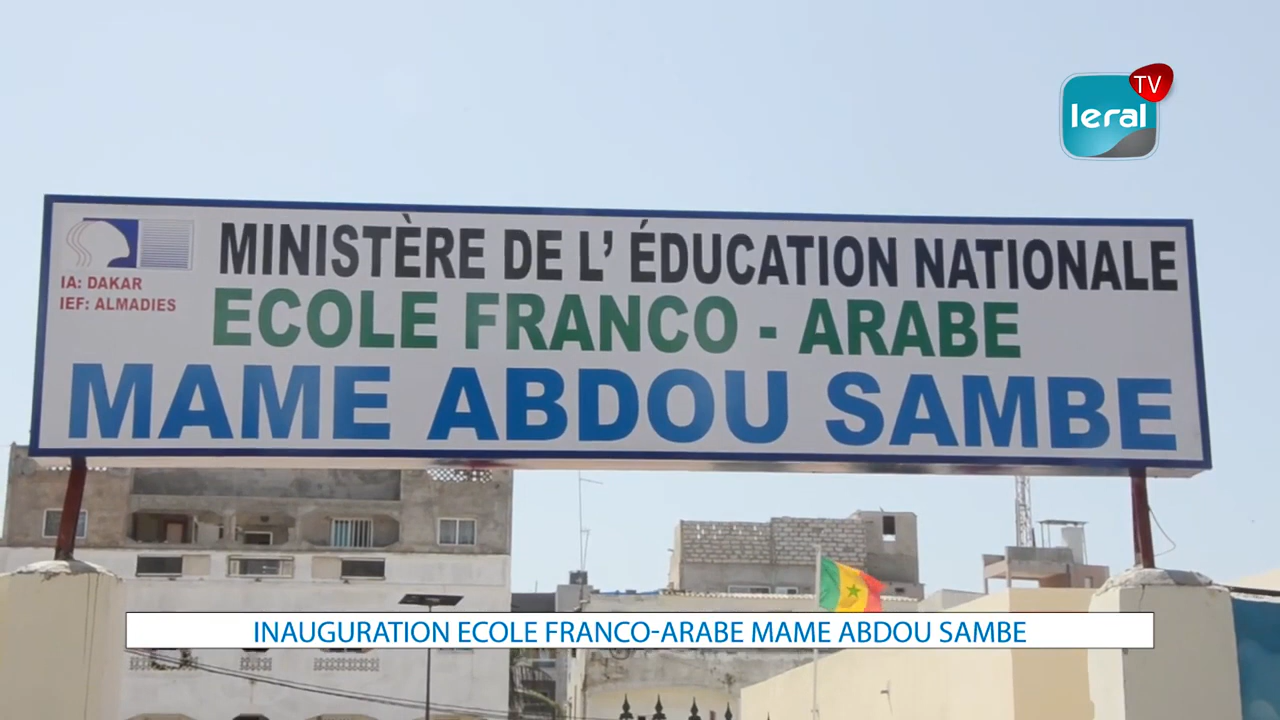 leral TV
MINISTÈRE DE L' ÉDUCATION NATIONALE
IA: DAKAR
IEF: ALMADIES
ECOLE FRANCO - ARABE
MAME ABDOU SAMBE
INAUGURATION ECOLE FRANCO-ARABE MAME ABDOU SAMBE